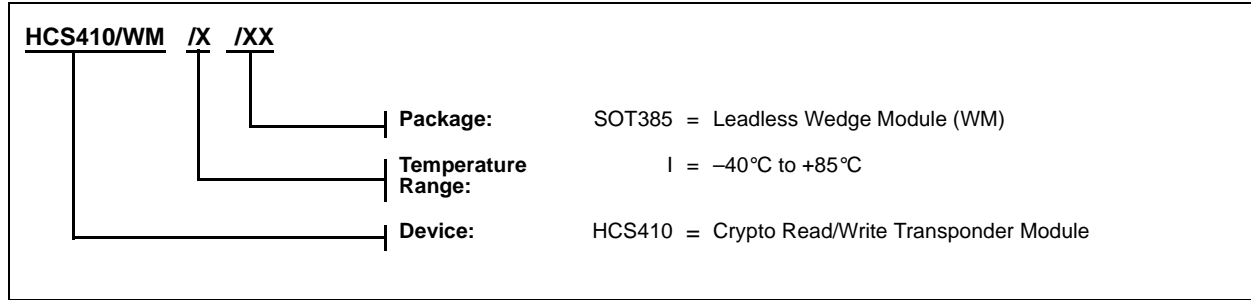 HCS410/WM /X /XX
Package: SOT385 = Leadless Wedge Module (WM)
Temperature I = –40°C to +85°C
Range:
Device: HCS410 = Crypto Read/Write Transponder Module